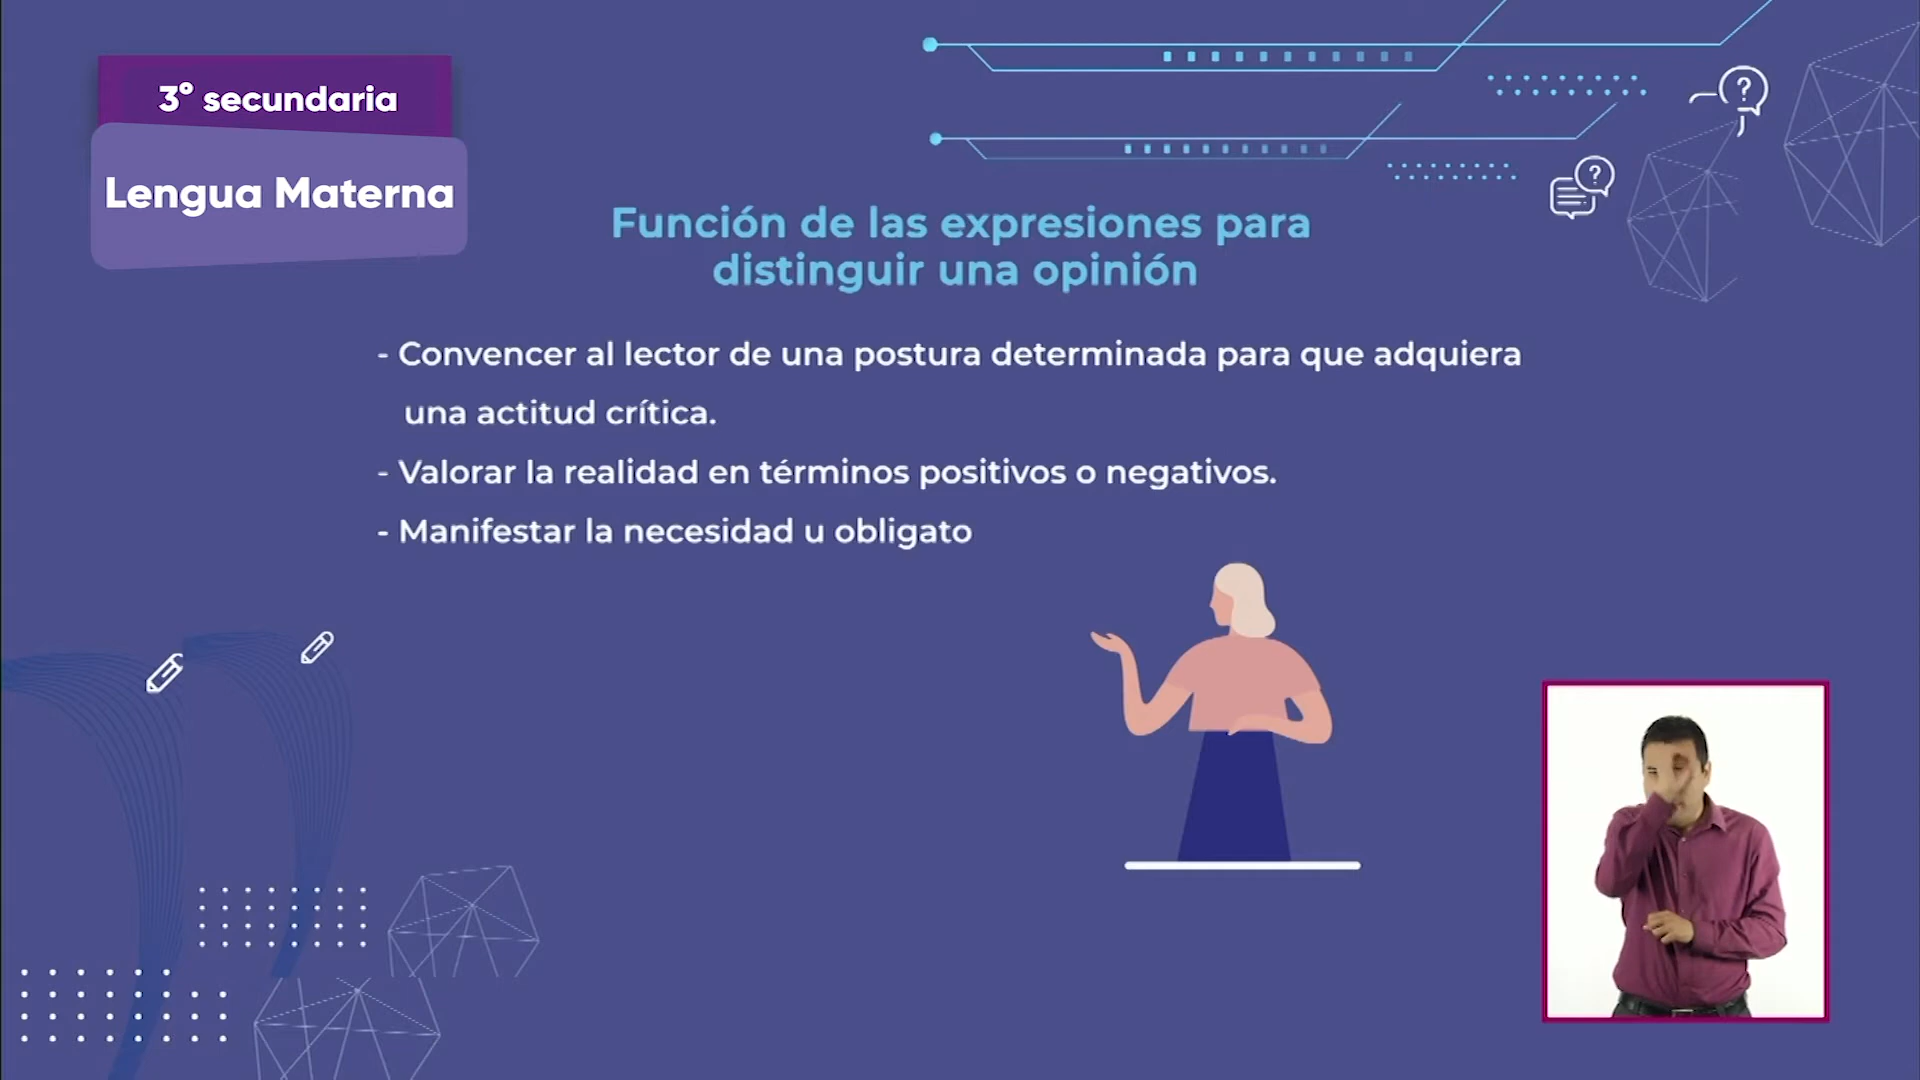 3° secundaria
Lengua Materna
Función de las expresiones para
distinguir una opinión
- Convencer al lector de una postura determinada para que adquiera
una actitud crítica.
- Valorar la realidad en términos positivos o negativos.
- Manifestar la necesidad u obligato